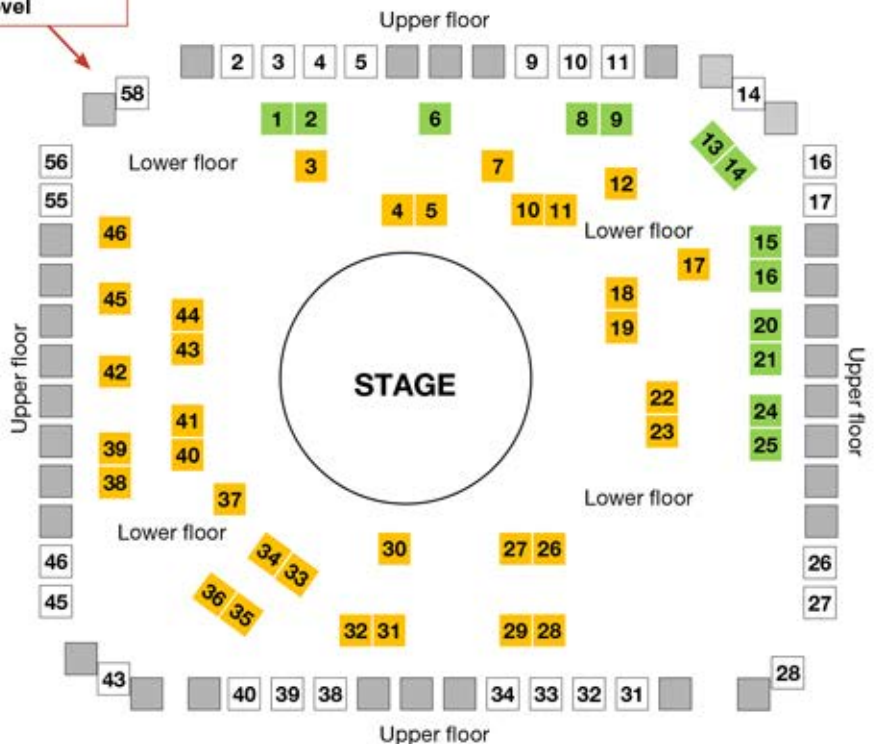 evel
Upper floor
2 3 4 5 9 10 11
58 14
1 2 6 8 9
13 14
56 Lower floor 3 7 12 16
55 4 5 10 11 17
46 Lower floor 15
17 16
45 18
44 19 20
43 21
42
Upper floor STAGE Upper floor
22
41 23 24
39 40 25
38
37 Lower floor
Lower floor
34 33 30 27 26
46 26
36 35
45 27
32 31 29 28
43 28
40 39 38 34 33 32 31
Upper floor